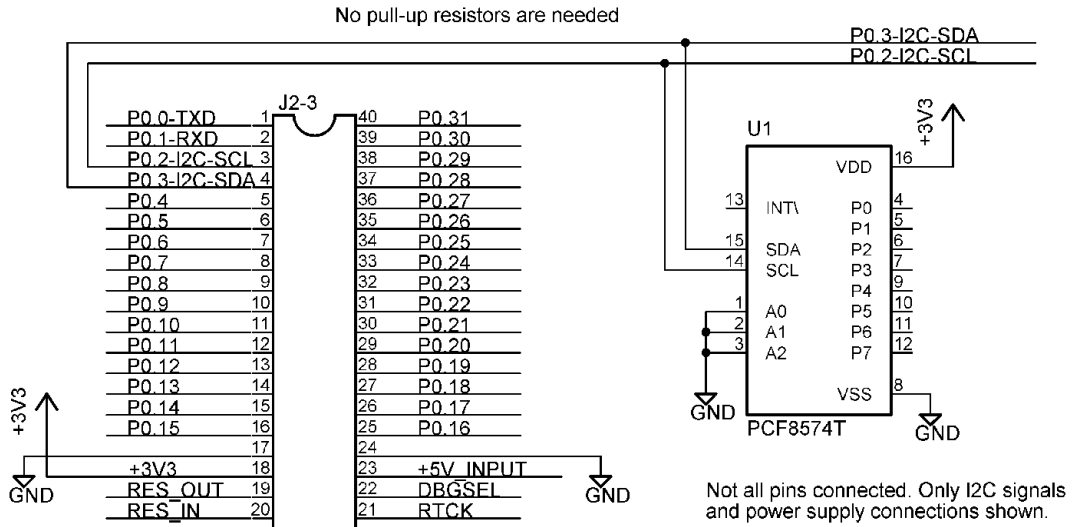 No pull-up resistors are needed
P0.3-I2C-SDA
P0.2-I2C-SCL
J2-3
P0.0-TXD 1 40 P0.31
P0.1-RXD 2 39 P0.30
P0.2-I2C-SCL 3 38 P0.29
P0.3-I2C-SDA 4 37 P0.28
P0.4 5 36 P0.27
P0.5 6 35 P0.26
P0.6 7 34 P0.25
P0.7 8 33 P0.24
P0.8 9 32 P0.23
P0.9 10 31 P0.22
P0.10 11 30 P0.21
P0.11 12 29 P0.20
P0.12 13 28 P0.19
P0.13 14 27 P0.18
P0.14 15 26 P0.17
P0.15 16 25 P0.16
17 24
+3V3 18 23 +5V_INPUT
RES_OUT 19 22 DBGSEL
RES_IN 20 21 RTCK
+3V3
GND
GND
U1
+3V3
VDD 16
13 INT\ P0 4
P1 5
15 SDA P2 6
14 SCL P3 7
P4 9
1 A0 P5 10
2 A1 P6 11
3 A2 P7 12
VSS 8
GND
PCF8574T
GND
Not all pins connected. Only I2C signals
and power supply connections shown.